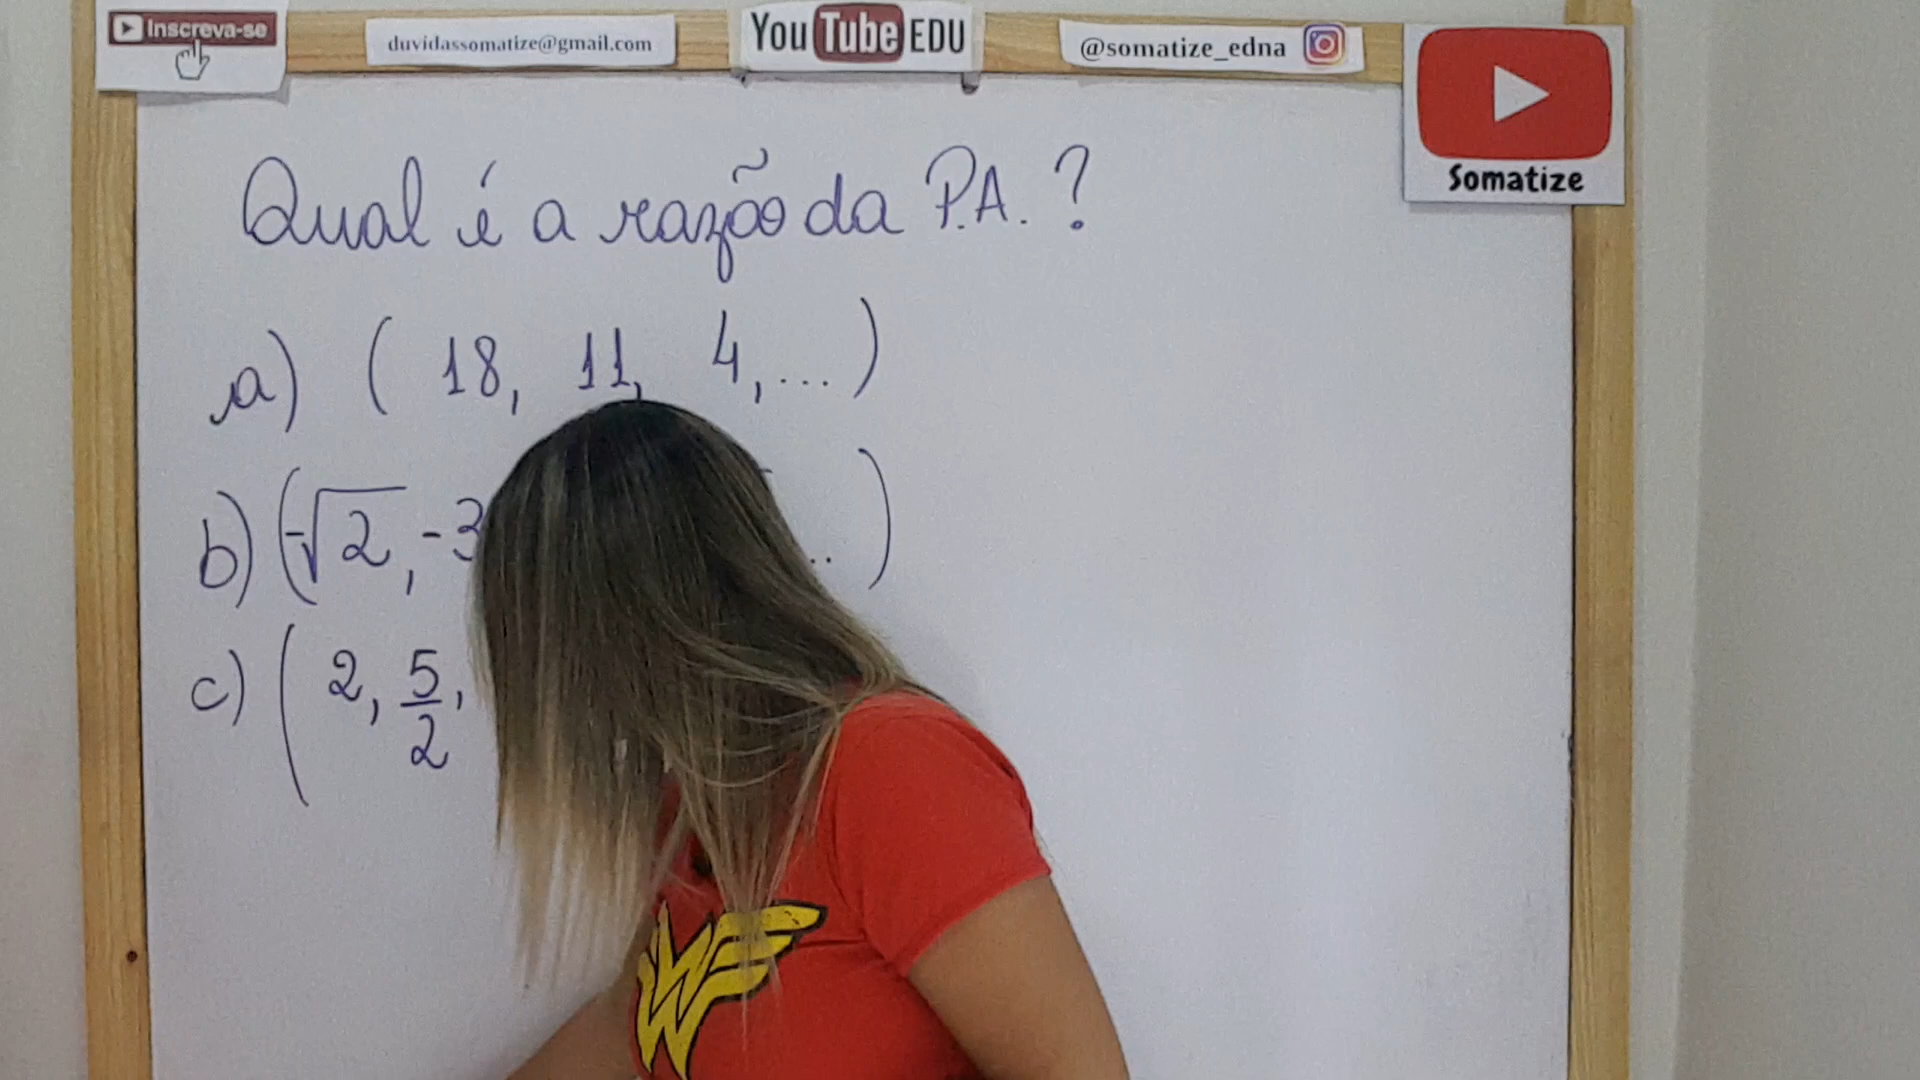 Inscreva-se
duvidassomatize@gmail.com
YouTube EDU
@somatize_edna
Somatize
Qual é a razão da P.A. ?
a) ( 18, 11, 4, ... )
b) (-√2, -3 .. )
c) ( 2, 5/2,
W